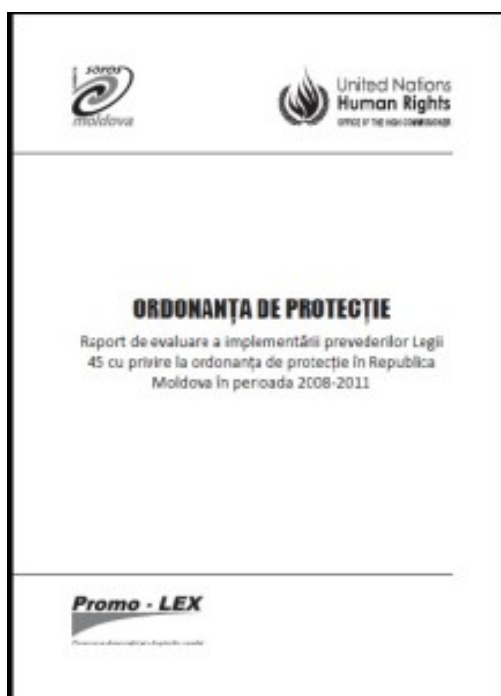 soros
moldova
United Nations
Human Rights
OFFICE OF THE HIGH COMMISSIONER
ORDONANȚA DE PROTECȚIE
Raport de evaluare a implementării prevederilor Legii
45 cu privire la ordonanța de protecție în Republica
Moldova în perioada 2008-2011
Promo - LEX